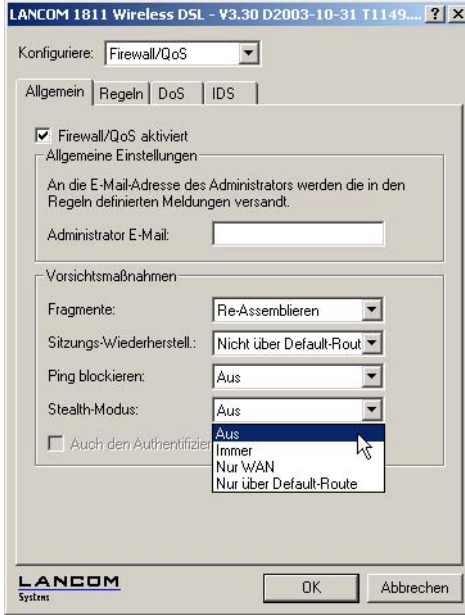 LANCOM 1811 Wireless DSL - V3.30 D2003-10-31 T1149....
Konfiguriere: Firewall/QoS
Allgemein Regeln DoS IDS
Firewall/QoS aktiviert
Allgemeine Einstellungen
An die E-Mail-Adresse des Administrators werden die in den
Regeln definierten Meldungen versandt.
Administrator E-Mail:
Vorsichtsmaßnahmen
Fragmente: Re-Assemblieren
Sitzungs-Wiederherstell.: Nicht über Default-Rout
Ping blockieren: Aus
Stealth-Modus: Aus
Aus
Auch den Authentifizier
Immer
Nur WAN
Nur über Default-Route
LANCOM
Systems
OK Abbrechen